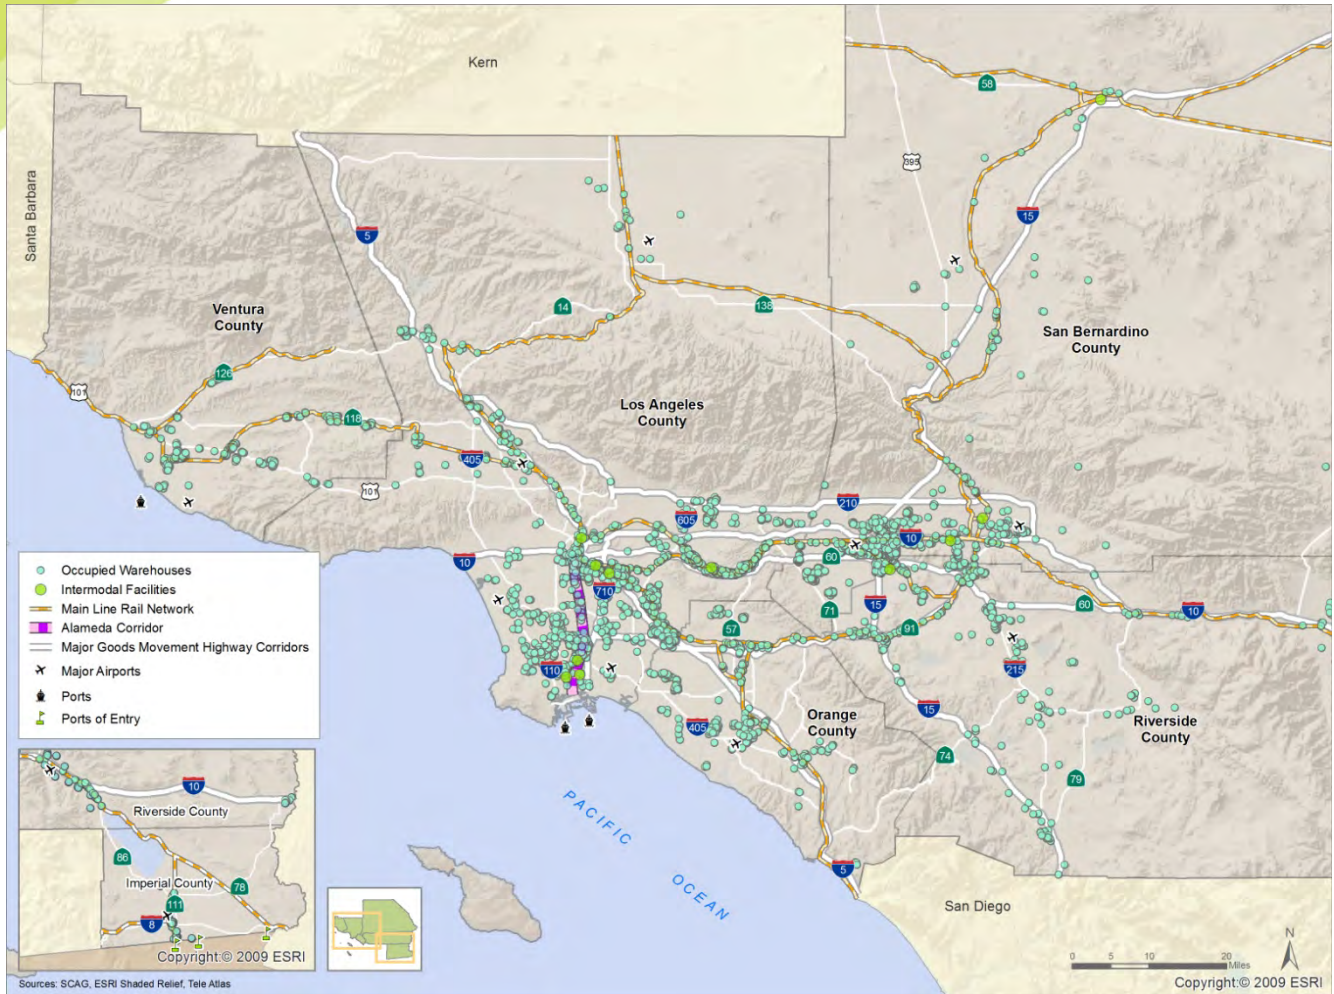 Kern
58
Santa Barbara
395
15
5
Ventura
County
14
138
San Bernardino
County
126
101
Los Angeles
County
118
405
101
210
605
10
60
10
10
710
71
15
60
10
57
91
110
215
15
405
Orange
County
Riverside
County
74
79
5
San Diego
PACIFIC
OCEAN
Occupied Warehouses
Intermodal Facilities
Main Line Rail Network
Alameda Corridor
Major Goods Movement Highway Corridors
Major Airports
Ports
Ports of Entry
10
Riverside County
86
Imperial County
78
111
8
Copyright:© 2009 ESRI
N
0 5 10 20
Miles
Sources: SCAG, ESRI Shaded Relief, Tele Atlas
Copyright:© 2009 ESRI